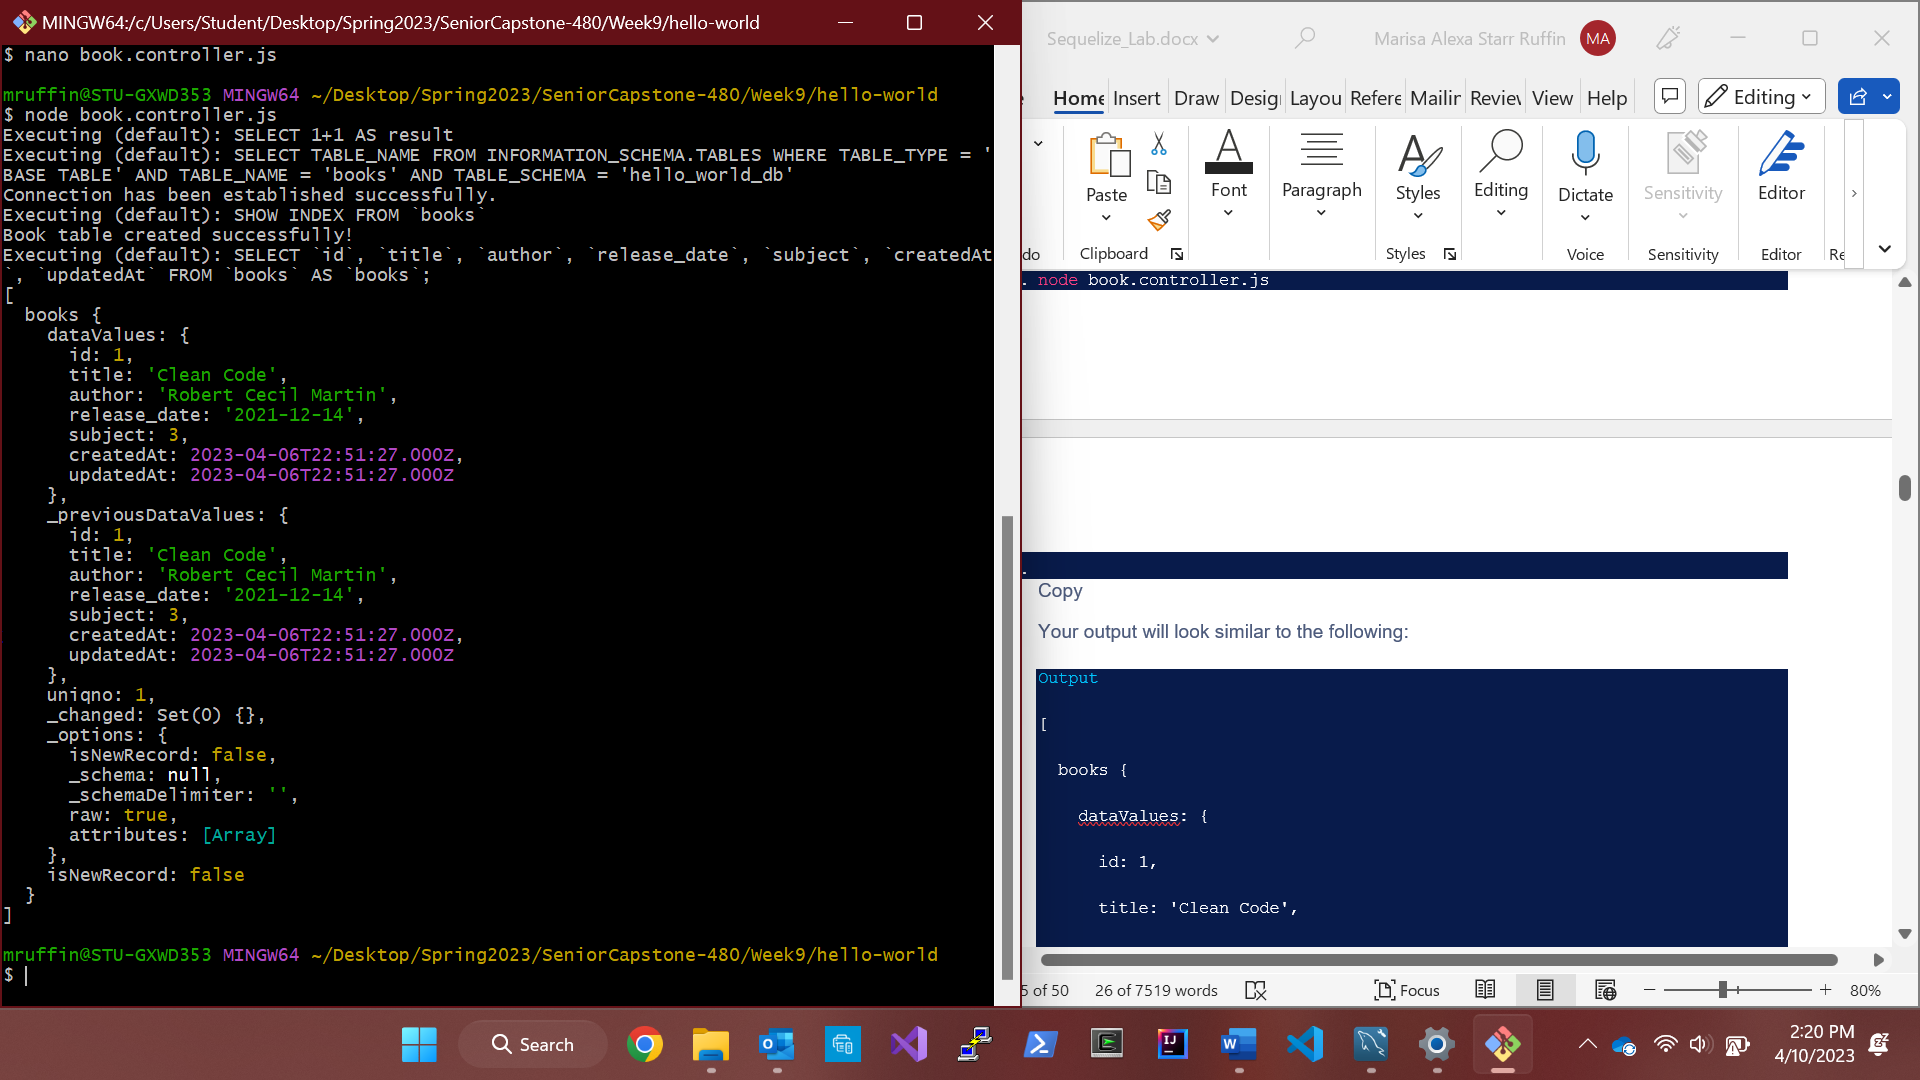 MINGW64:/c/Users/Student/Desktop/Spring2023/SeniorCapstone-480/Week9/hello-world
$ nano book.controller.js
mruffin@STU-GXWD353 MINGW64 ~/Desktop/Spring2023/SeniorCapstone-480/Week9/hello-world
$ node book.controller.js
Executing (default): SELECT 1+1 AS result
Executing (default): SELECT TABLE_NAME FROM INFORMATION_SCHEMA.TABLES WHERE TABLE_TYPE = '
BASE TABLE' AND TABLE_NAME = 'books' AND TABLE_SCHEMA = 'hello_world_db'
Connection has been established successfully.
Executing (default): SHOW INDEX FROM `books`
Book table created successfully!
Executing (default): SELECT `id`, `title`, `author`, `release_date`, `subject`, `createdAt
`, `updatedAt` FROM `books` AS `books`;
[
books {
dataValues: {
id: 1,
title: 'Clean Code',
author: 'Robert Cecil Martin',
release_date: '2021-12-14',
subject: 3,
createdAt: 2023-04-06T22:51:27.000Z,
updatedAt: 2023-04-06T22:51:27.000Z
},
_previousDataValues: {
id: 1,
title: 'Clean Code',
author: 'Robert Cecil Martin',
release_date: '2021-12-14',
subject: 3,
createdAt: 2023-04-06T22:51:27.000Z,
updatedAt: 2023-04-06T22:51:27.000Z
},
uniqno: 1,
_changed: Set(0) {},
_options: {
isNewRecord: false,
_schema: null,
_schemaDelimiter: '',
raw: true,
attributes: [Array]
},
isNewRecord: false
}
]
mruffin@STU-GXWD353 MINGW64 ~/Desktop/Spring2023/SeniorCapstone-480/Week9/hello-world
$
Sequelize_Lab.docx
Marisa Alexa Starr Ruffin MA
Home Insert Draw Desig Layou Refere Mailin Review View Help Editing
Paste Font Paragraph Styles Editing Dictate Sensitivity Editor
do Clipboard Styles Voice Sensitivity Editor Re
. node book.controller.js
.
Copy
Your output will look similar to the following:
Output
[
books {
dataValues: {
id: 1,
title: 'Clean Code',
5 of 50 26 of 7519 words Focus 80%
Search
2:20 PM
4/10/2023